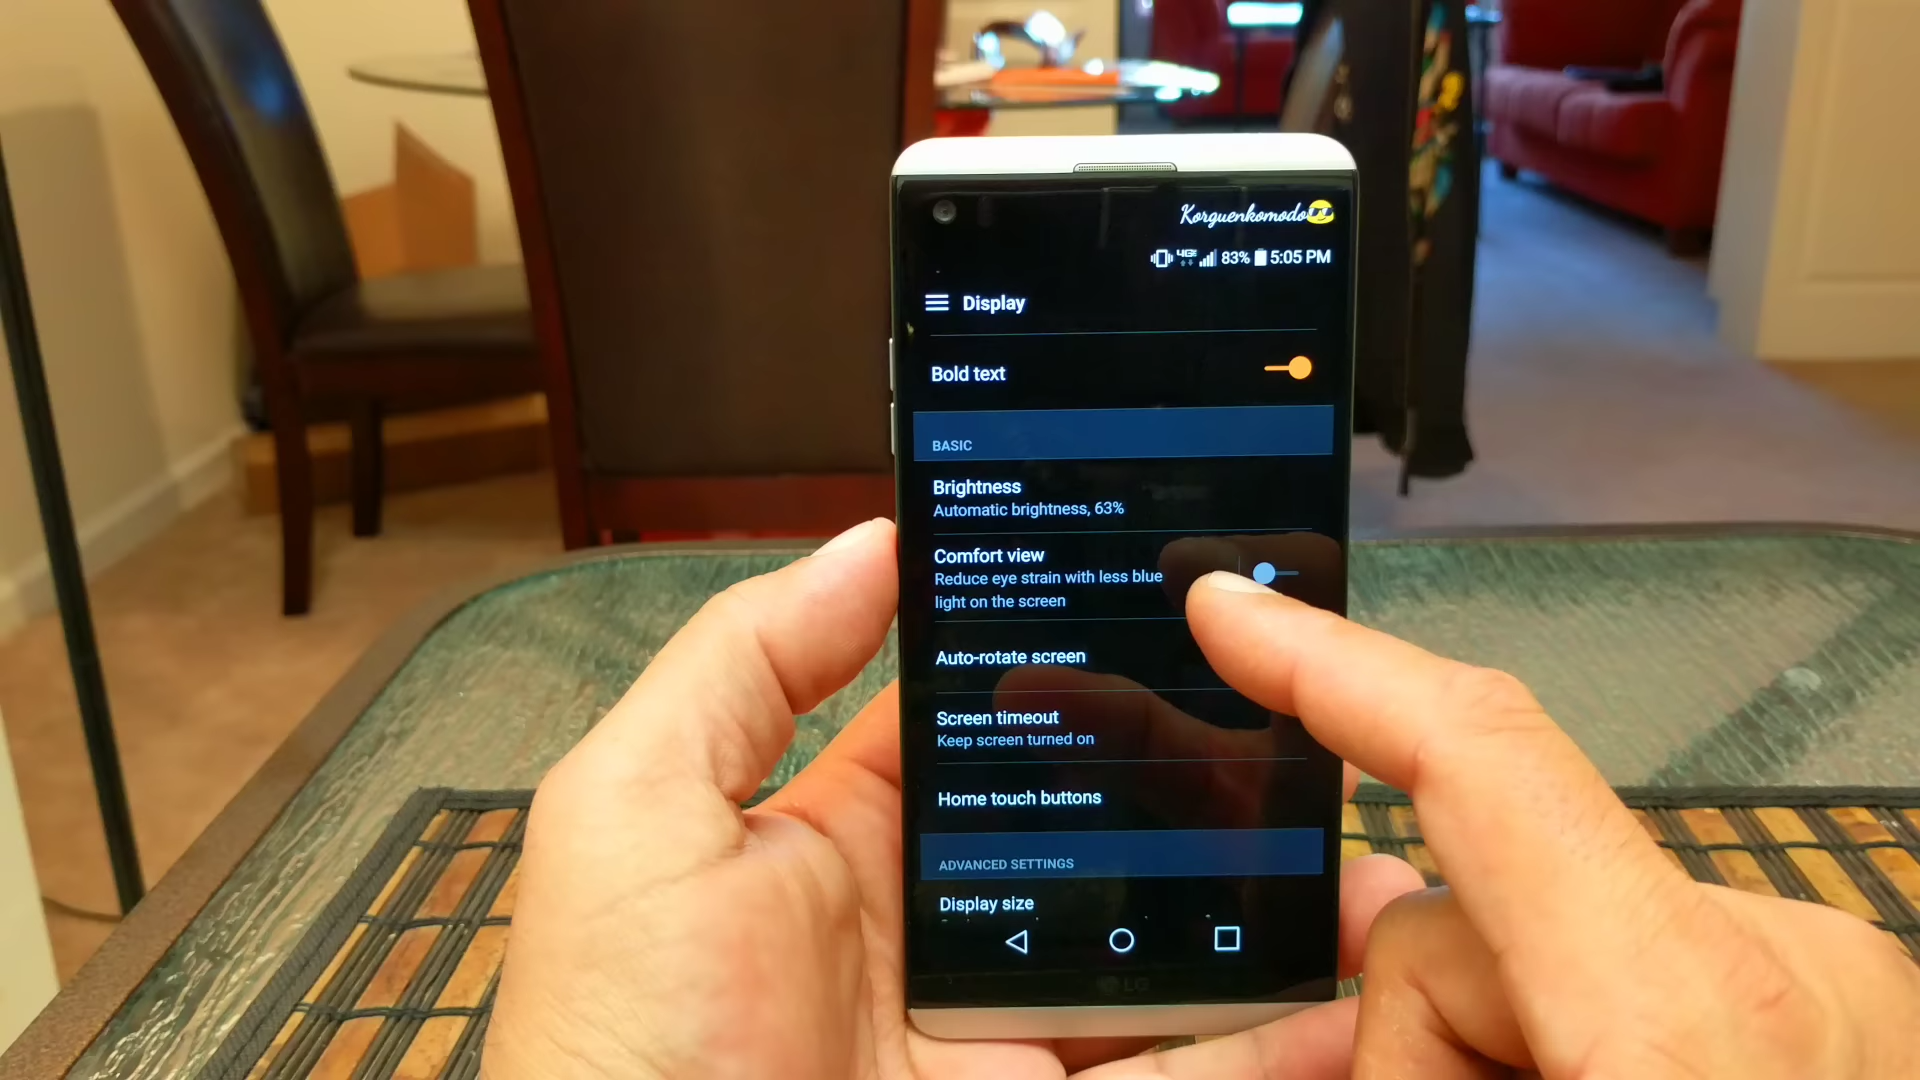 Korguenkomodo
4G 83% 5:05 PM
Display
Bold text
BASIC
Brightness
Automatic brightness, 63%
Comfort view
Reduce eye strain with less blue
light on the screen
Auto-rotate screen
Screen timeout
Keep screen turned on
Home touch buttons
ADVANCED SETTINGS
Display size
LG